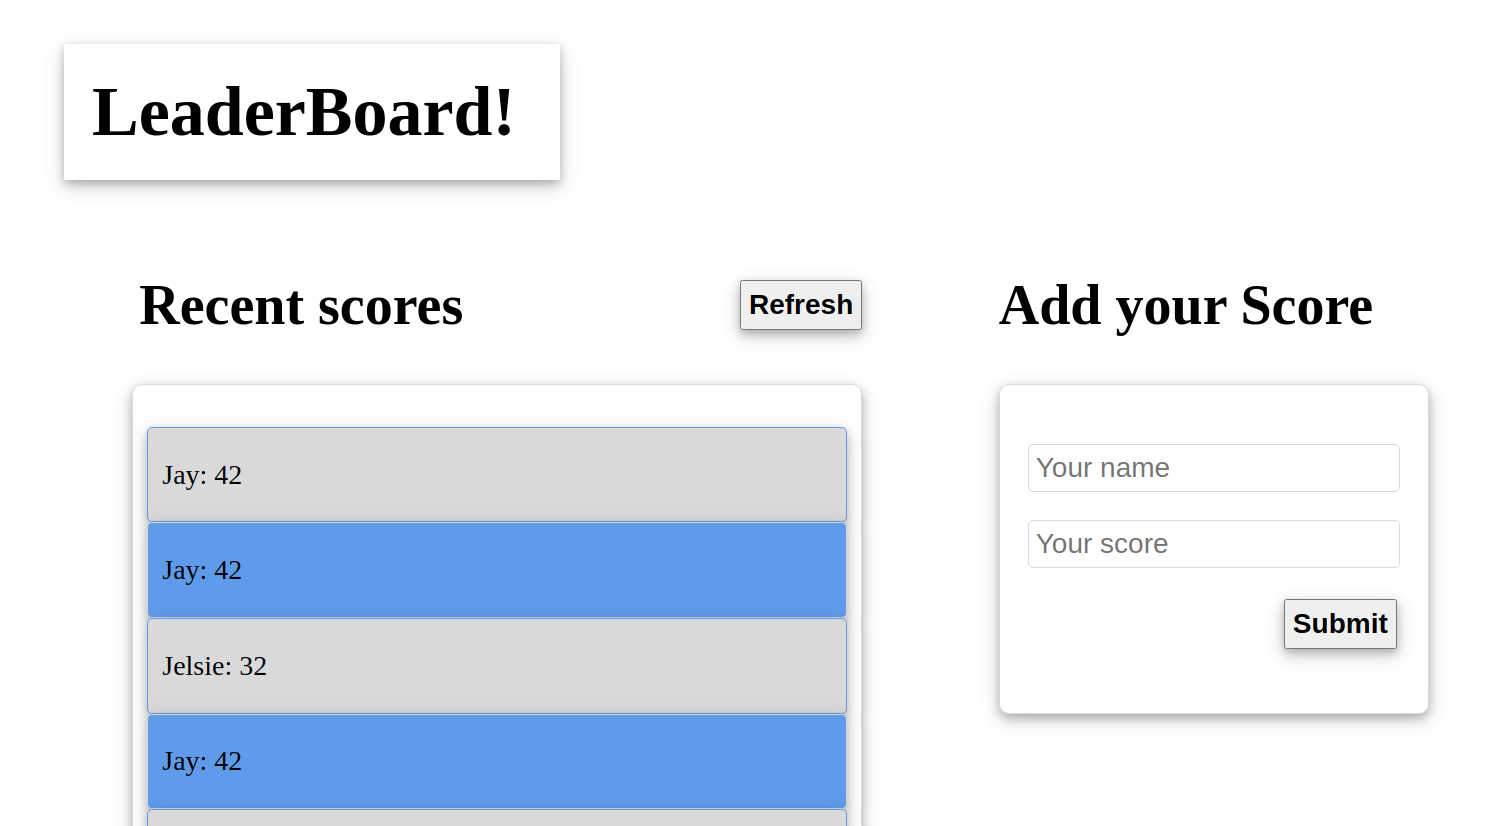 LeaderBoard!
Recent scores
Refresh
Jay: 42
Jay: 42
Jelsie: 32
Jay: 42
Add your Score
Your name
Your score
Submit